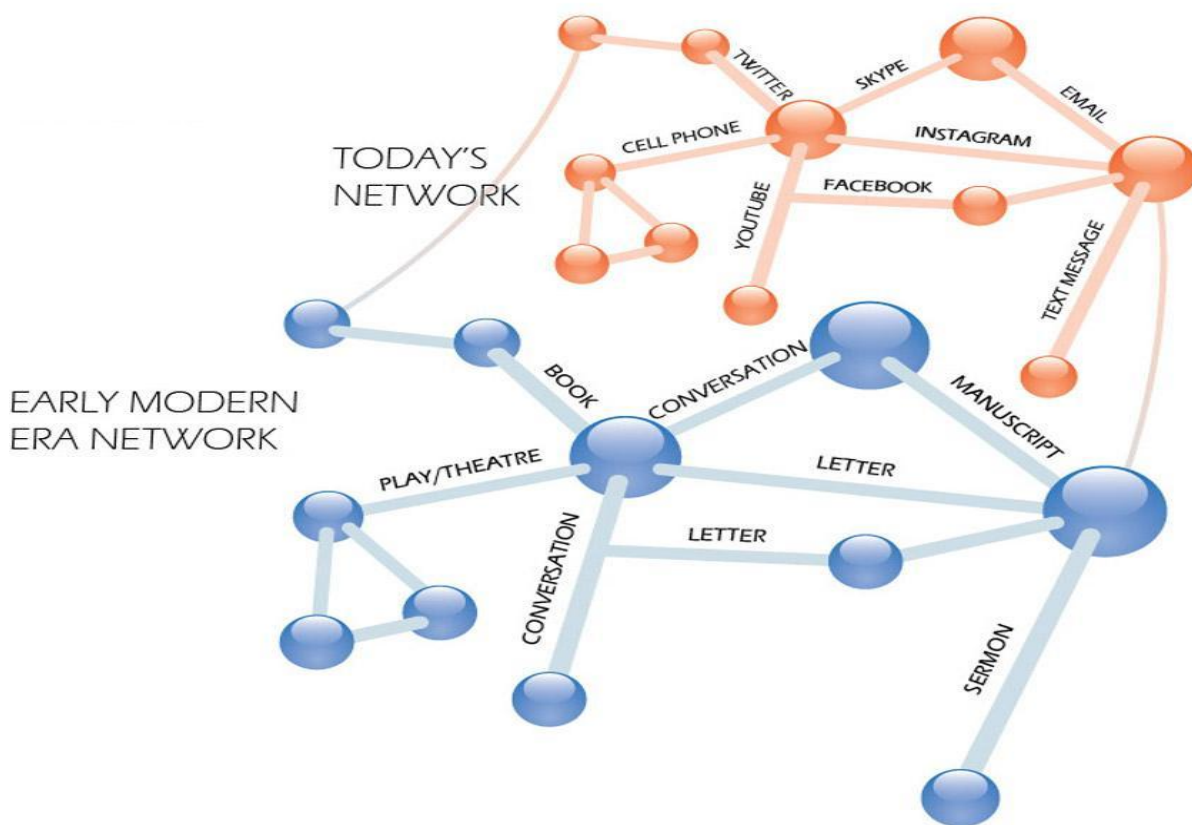 TWITTER
SKYPE
EMAIL
CELL PHONE
INSTAGRAM
TODAY'S
NETWORK
YOUTUBE
FACEBOOK
TEXT MESSAGE
EARLY MODERN
ERA NETWORK
BOOK
CONVERSATION
MANUSCRIPT
PLAY/THEATRE
LETTER
CONVERSATION
LETTER
SERMON